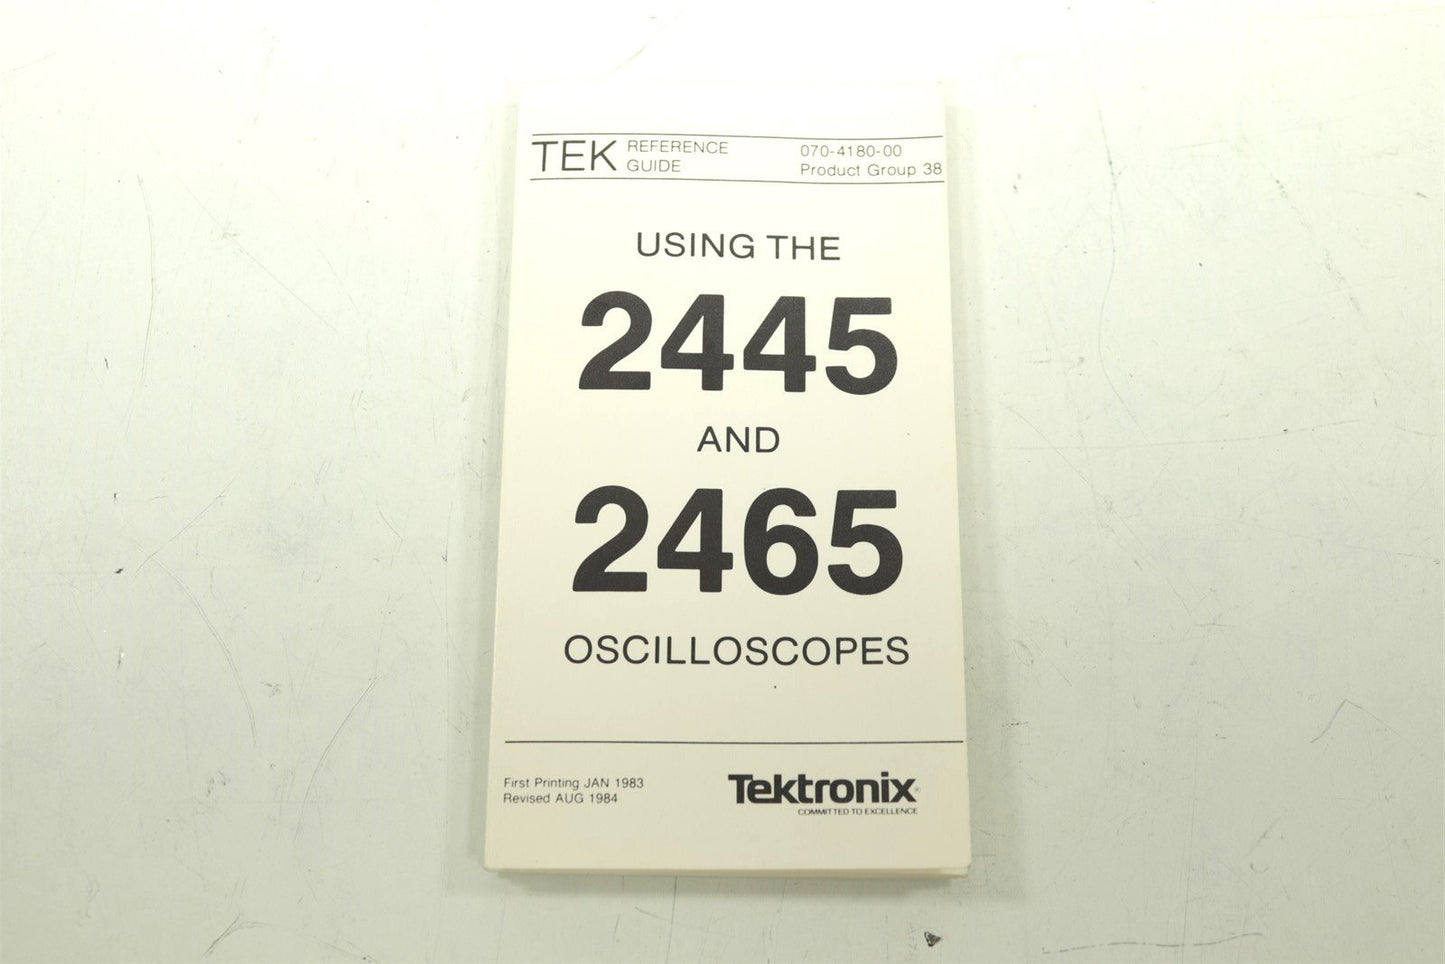 TEK REFERENCE GUIDE
070-4180-00
Product Group 38
USING THE
2445
AND
2465
OSCILLOSCOPES
First Printing JAN 1983
Revised AUG 1984
Tektronix®
COMMITTED TO EXCELLENCE